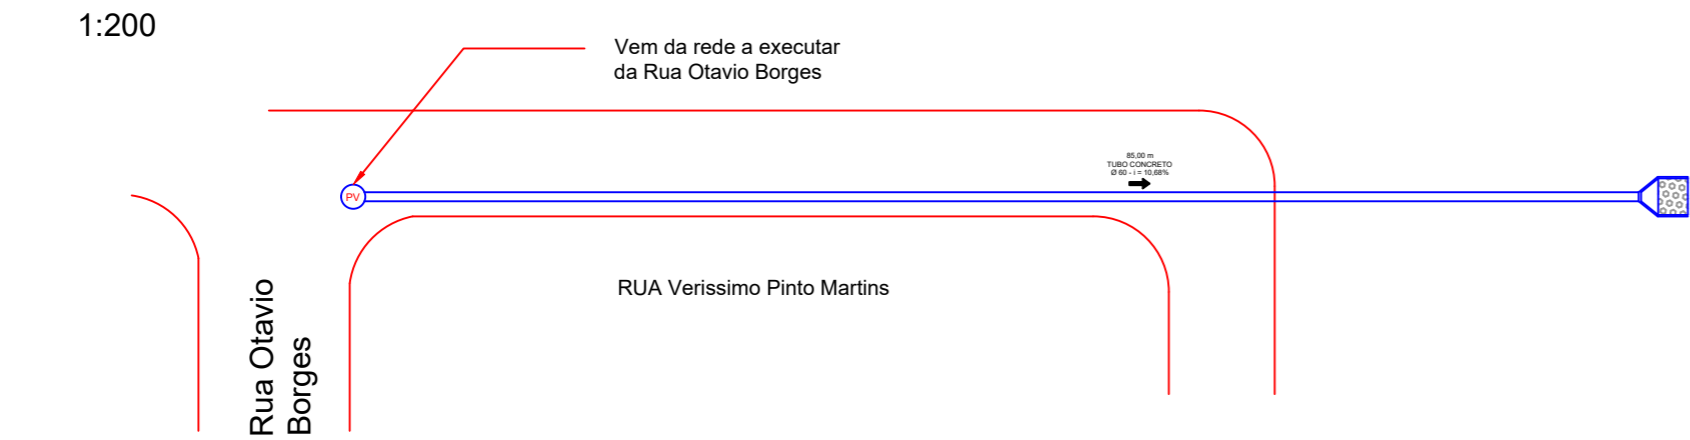 1:200
Vem da rede a executar
da Rua Otavio Borges
85,00 m
TUBO CONCRETO
Ø 60 - i = 10,68%
PV
RUA Verissimo Pinto Martins
Rua Otavio
Borges